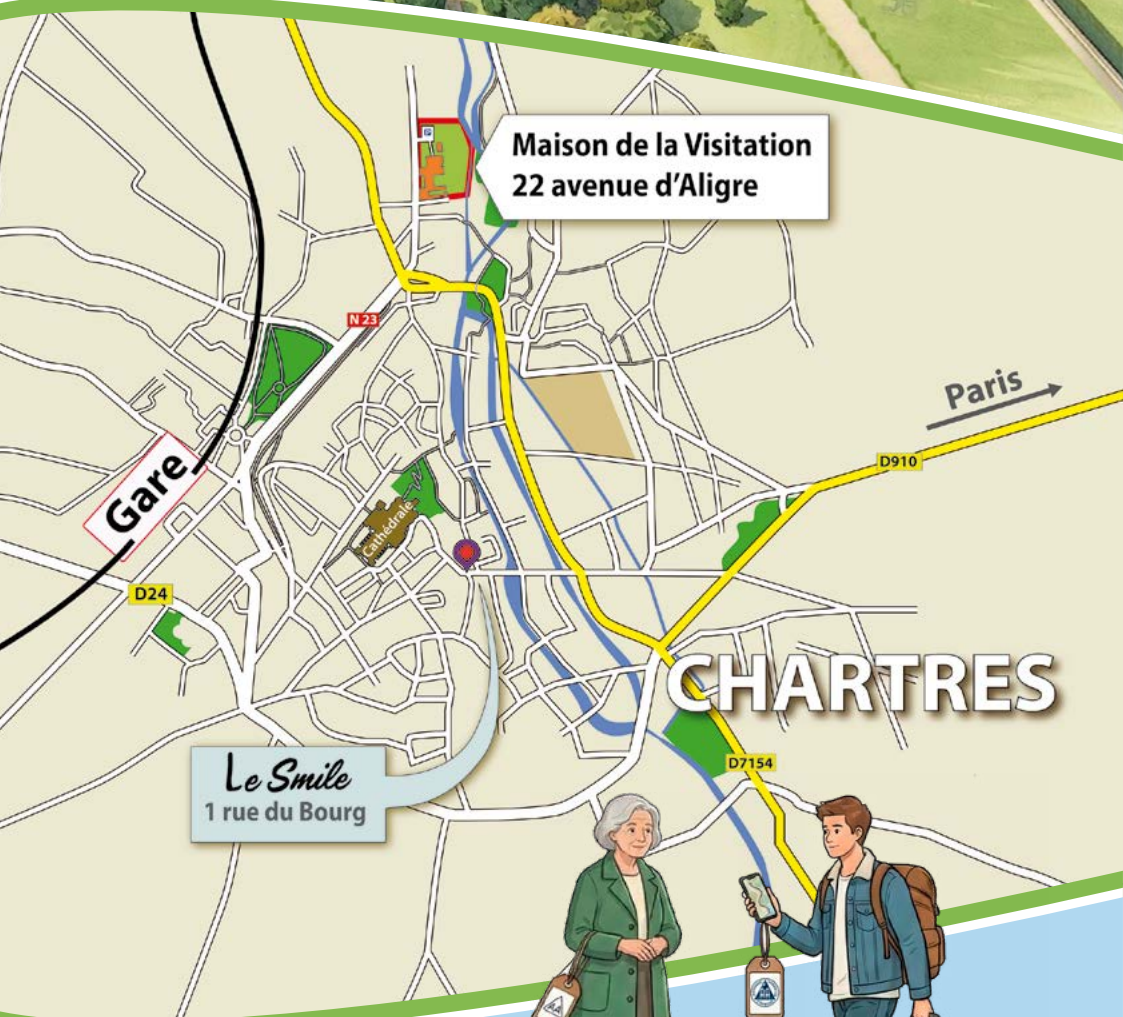 Maison de la Visitation
22 avenue d'Aligre
N 23
Paris
D910
Gare
Cathédrale
D24
CHARTRES
D7154
Le Smile
1 rue du Bourg
AA